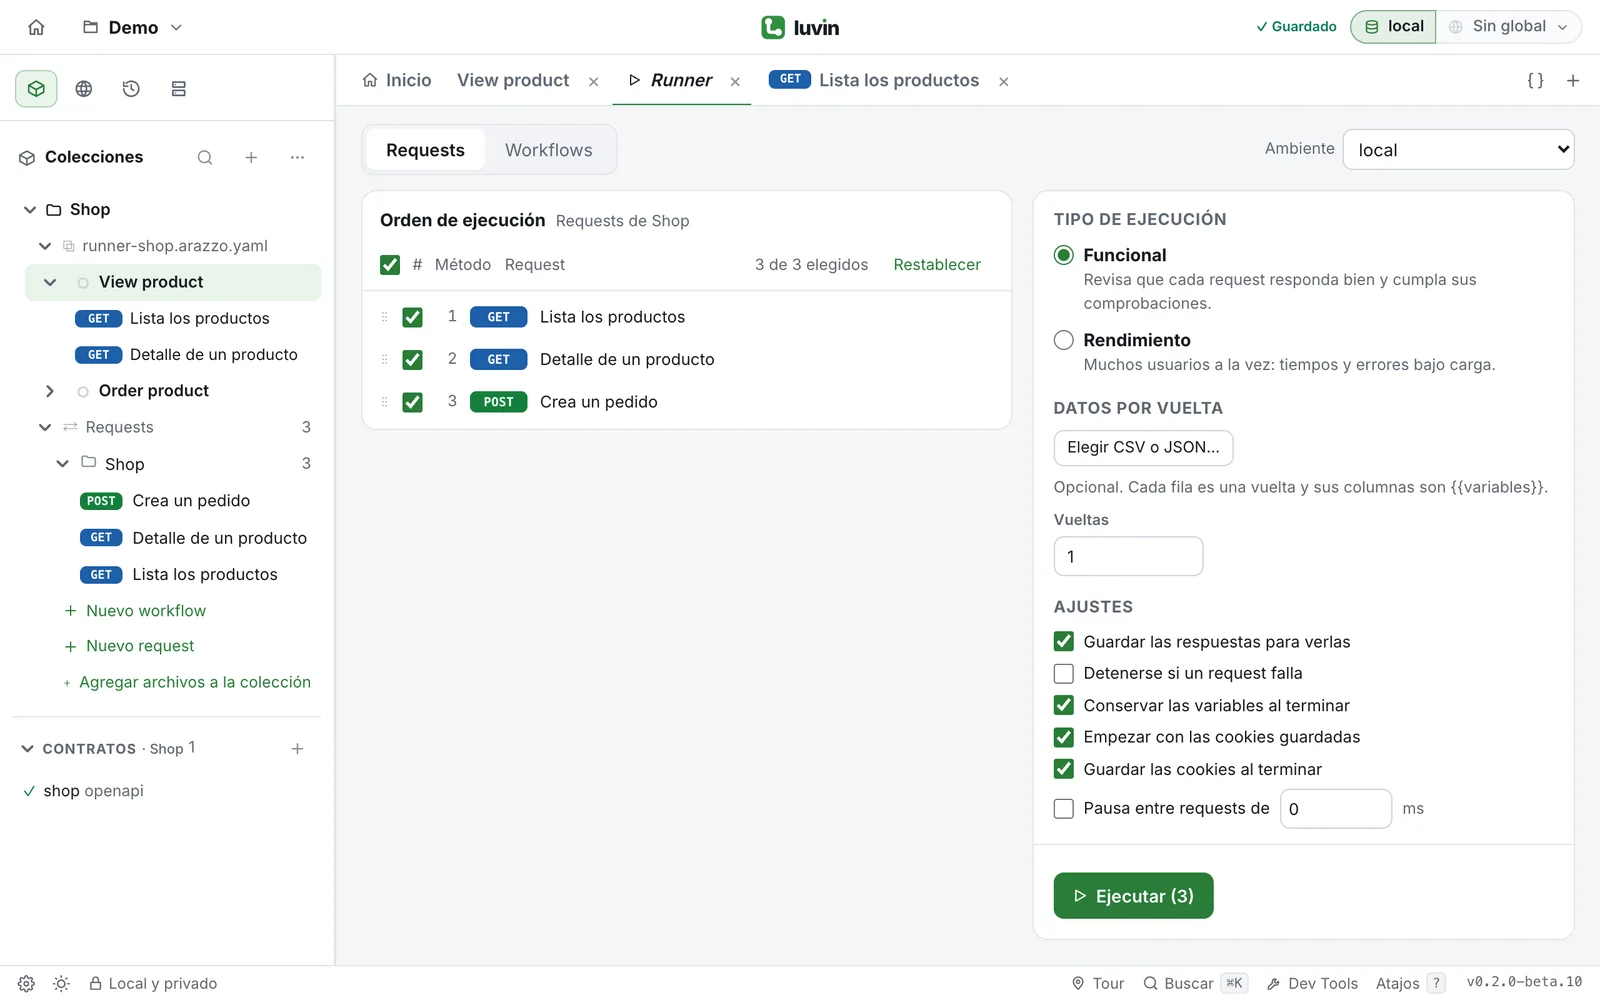 Demo
luvin
Guardado
local
Sin global
Inicio
View product
Runner
GET Lista los productos
{ }
Colecciones
Shop
runner-shop.arazzo.yaml
View product
GET Lista los productos
GET Detalle de un producto
Order product
Requests 3
Shop 3
POST Crea un pedido
GET Detalle de un producto
GET Lista los productos
+ Nuevo workflow
+ Nuevo request
+ Agregar archivos a la colección
CONTRATOS · Shop 1
shop openapi
Requests
Workflows
Ambiente
local
Orden de ejecución Requests de Shop
# Método Request 3 de 3 elegidos Restablecer
1 GET Lista los productos
2 GET Detalle de un producto
3 POST Crea un pedido
TIPO DE EJECUCIÓN
Funcional
Revisa que cada request responda bien y cumpla sus
comprobaciones.
Rendimiento
Muchos usuarios a la vez: tiempos y errores bajo carga.
DATOS POR VUELTA
Elegir CSV o JSON...
Opcional. Cada fila es una vuelta y sus columnas son {{variables}}.
Vueltas
1
AJUSTES
Guardar las respuestas para verlas
Detenerse si un request falla
Conservar las variables al terminar
Empezar con las cookies guardadas
Guardar las cookies al terminar
Pausa entre requests de 0 ms
Ejecutar (3)
Local y privado
Tour
Buscar ⌘K
Dev Tools
Atajos ?
v0.2.0-beta.10